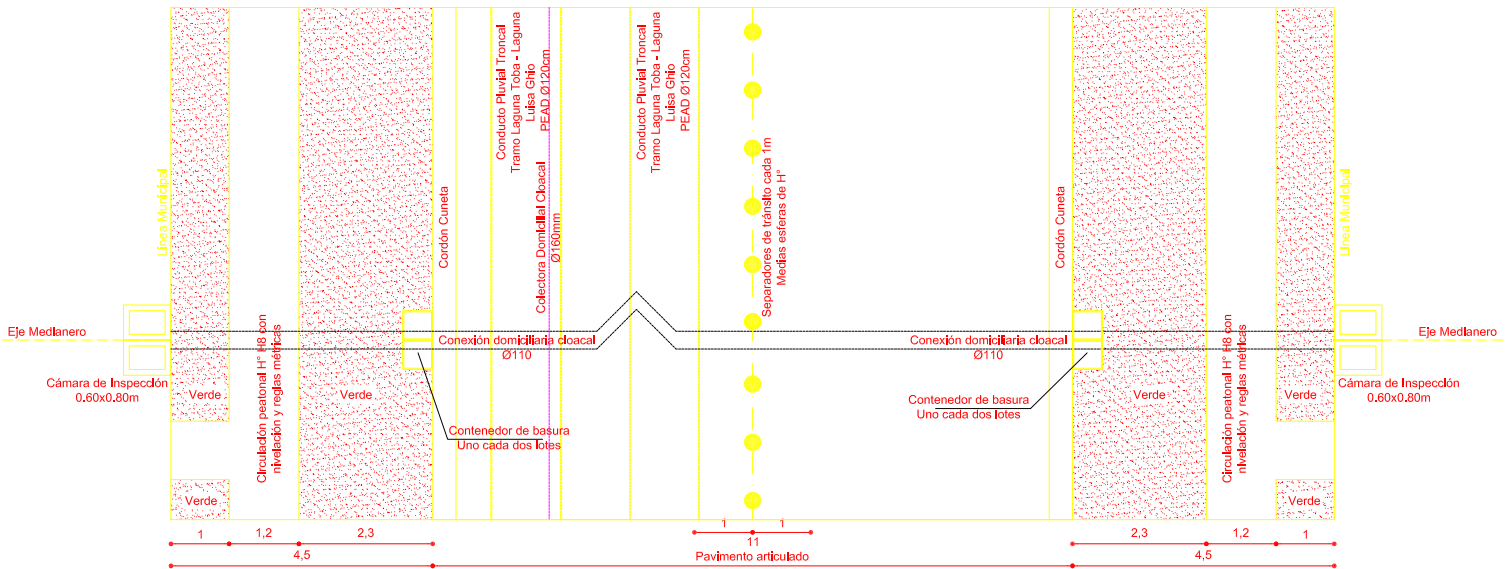 Conducto Pluvial Troncal
Tramo Laguna Toba - Laguna
Luisa Ghio
PEAD Ø120cm
Conducto Pluvial Troncal
Tramo Laguna Toba - Laguna
Luisa Ghio
PEAD Ø120cm
Línea Municipal
Cordón Cuneta
Colectora Domicilial Cloacal
Ø160mm
Separadores de tránsito cada 1m
Medias esferas de H°
Cordón Cuneta
Línea Municipal
Eje Medianero
Conexión domiciliaria cloacal
Ø110
Conexión domiciliaria cloacal
Ø110
Eje Medianero
Cámara de Inspección
0.60x0.80m
Verde
Circulación peatonal H° H8 con
nivelación y reglas métricas
Verde
Contenedor de basura
Uno cada dos lotes
Contenedor de basura
Uno cada dos lotes
Verde
Circulación peatonal H° H8 con
nivelación y reglas métricas
Verde
Cámara de Inspección
0.60x0.80m
Verde
Verde
1
1,2
2,3
1
1
2,3
1,2
1
4,5
11
4,5
Pavimento articulado